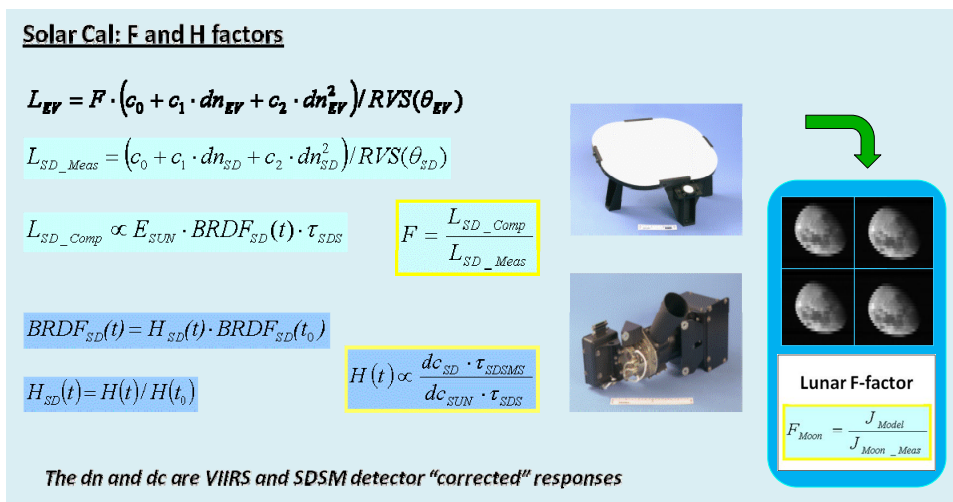 Solar Cal: F and H factors
L_EV = F · (c_0 + c_1 · dn_EV + c_2 · dn_EV^2) / RVS(θ_EV)
L_SD_Meas = (c_0 + c_1 · dn_SD + c_2 · dn_SD^2) / RVS(θ_SD)
L_SD_Comp ∝ E_SUN · BRDF_SD(t) · τ_SDS
F = L_SD_Comp / L_SD_Meas
BRDF_SD(t) = H_SD(t) · BRDF_SD(t_0)
H_SD(t) = H(t) / H(t_0)
H(t) ∝ dc_SD · τ_SDSMS / dc_SUN · τ_SDS
Lunar F-factor
F_Moon = J_Model / J_Moon_Meas
The dn and dc are VIIRS and SDSM detector “corrected” responses